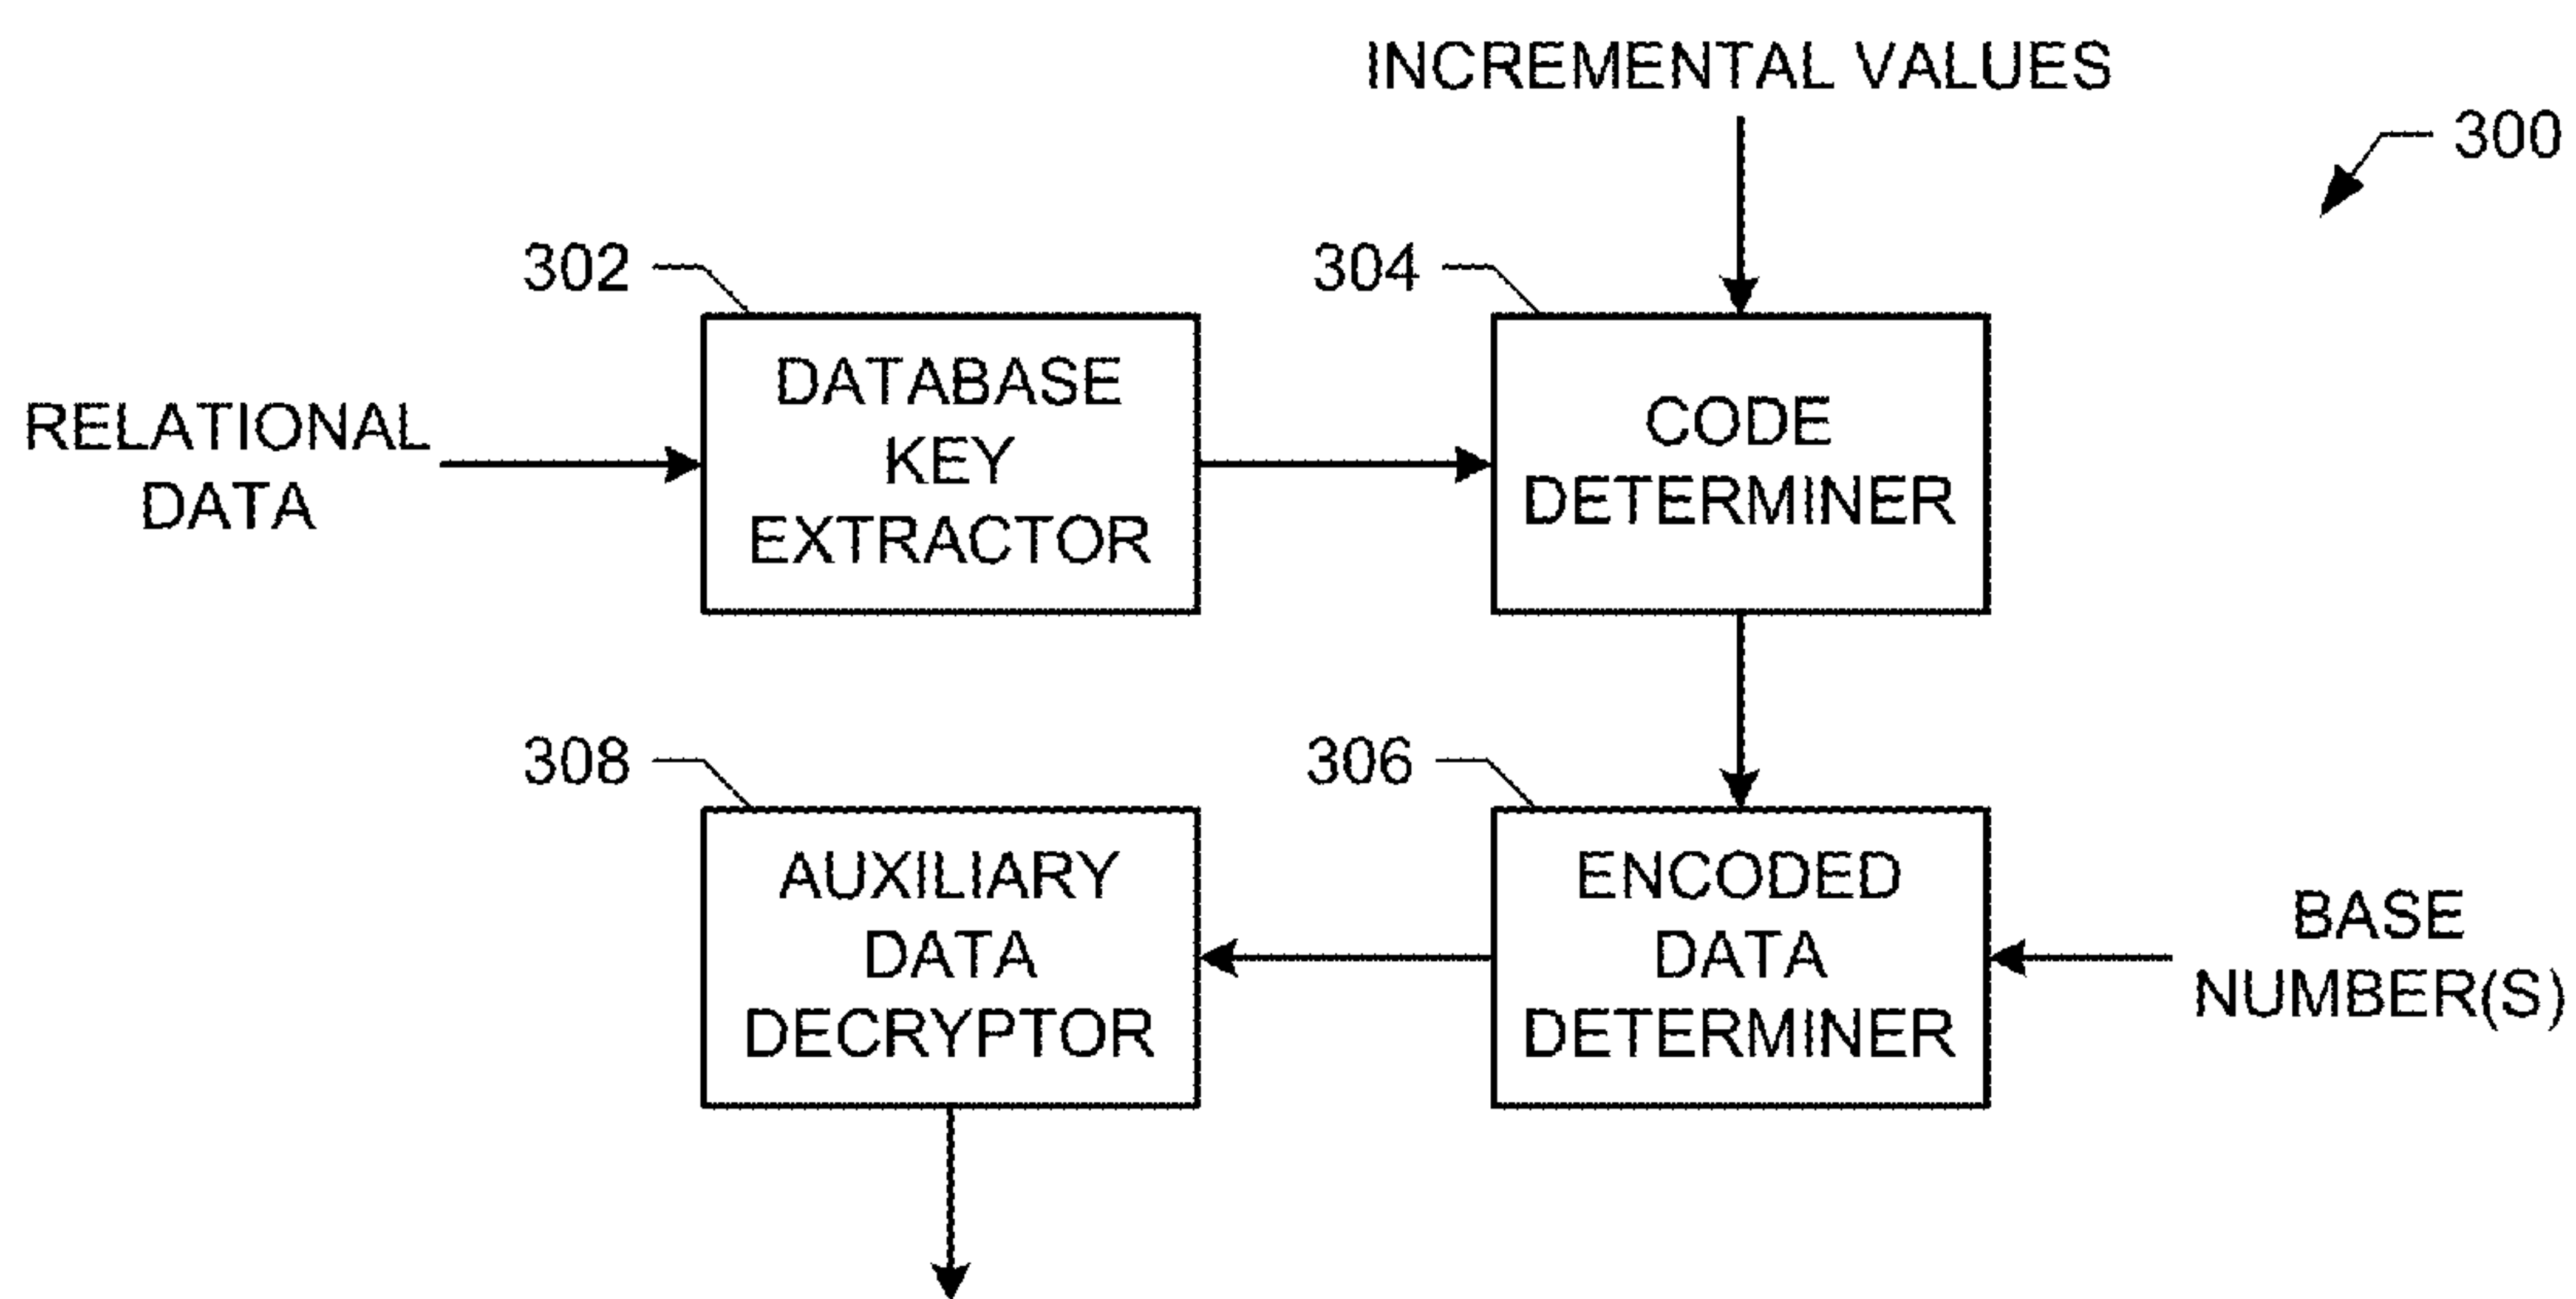 INCREMENTAL VALUES
300
302
304
RELATIONAL
DATA
DATABASE
KEY
EXTRACTOR
CODE
DETERMINER
308
306
AUXILIARY
DATA
DECRYPTOR
ENCODED
DATA
DETERMINER
BASE
NUMBER(S)